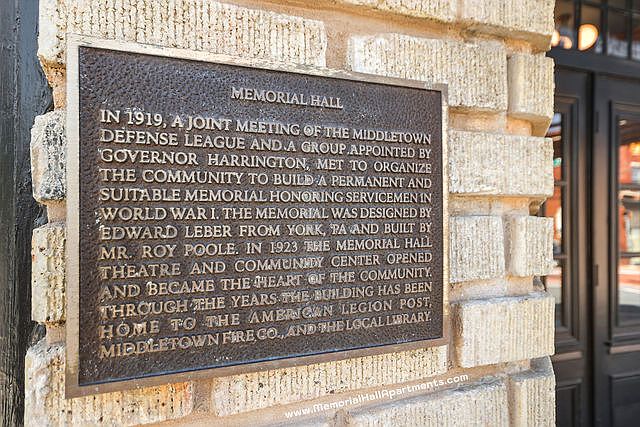 MEMORIAL HALL
IN 1919, A JOINT MEETING OF THE MIDDLETOWN
DEFENSE LEAGUE AND A GROUP APPOINTED BY
GOVERNOR HARRINGTON, MET TO ORGANIZE
THE COMMUNITY TO BUILD A PERMANENT AND
SUITABLE MEMORIAL HONORING SERVICEMEN IN
WORLD WAR I. THE MEMORIAL WAS DESIGNED BY
EDWARD LEBER FROM YORK, PA AND BUILT BY
MR. ROY POOLE. IN 1923 THE MEMORIAL HALL
THEATRE AND COMMUNITY CENTER OPENED
AND BECAME THE HEART OF THE COMMUNITY.
THROUGH THE YEARS THE BUILDING HAS BEEN
HOME TO THE AMERICAN LEGION POST,
MIDDLETOWN FIRE CO., AND THE LOCAL LIBRARY.
www.MemorialHallApartments.com